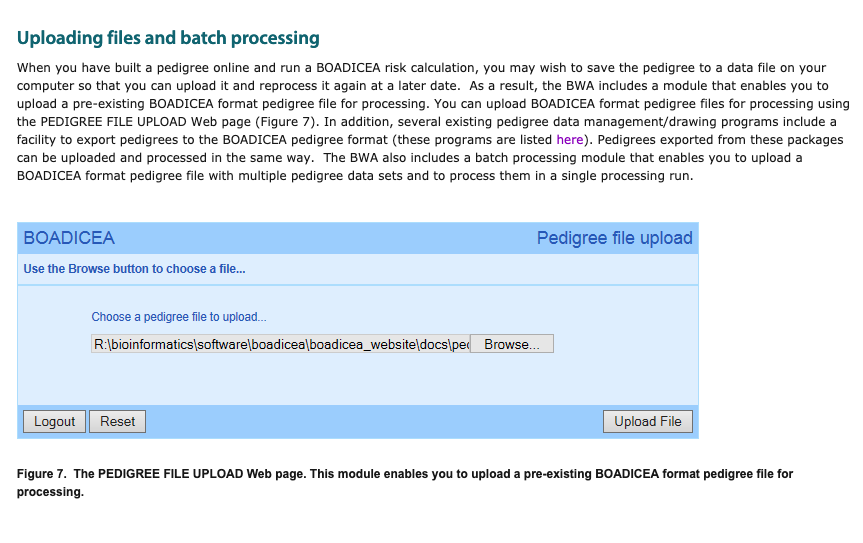 Uploading files and batch processing
When you have built a pedigree online and run a BOADICEA risk calculation, you may wish to save the pedigree to a data file on your
computer so that you can upload it and reprocess it again at a later date.  As a result, the BWA includes a module that enables you to
upload a pre-existing BOADICEA format pedigree file for processing. You can upload BOADICEA format pedigree files for processing using
the PEDIGREE FILE UPLOAD Web page (Figure 7). In addition, several existing pedigree data management/drawing programs include a
facility to export pedigrees to the BOADICEA pedigree format (these programs are listed here). Pedigrees exported from these packages
can be uploaded and processed in the same way.  The BWA also includes a batch processing module that enables you to upload a
BOADICEA format pedigree file with multiple pedigree data sets and to process them in a single processing run.
BOADICEA Pedigree file upload
Use the Browse button to choose a file...
Choose a pedigree file to upload...
R:\bioinformatics\software\boadicea\boadicea_website\docs\pec Browse...
Logout Reset Upload File
Figure 7.  The PEDIGREE FILE UPLOAD Web page. This module enables you to upload a pre-existing BOADICEA format pedigree file for
processing.